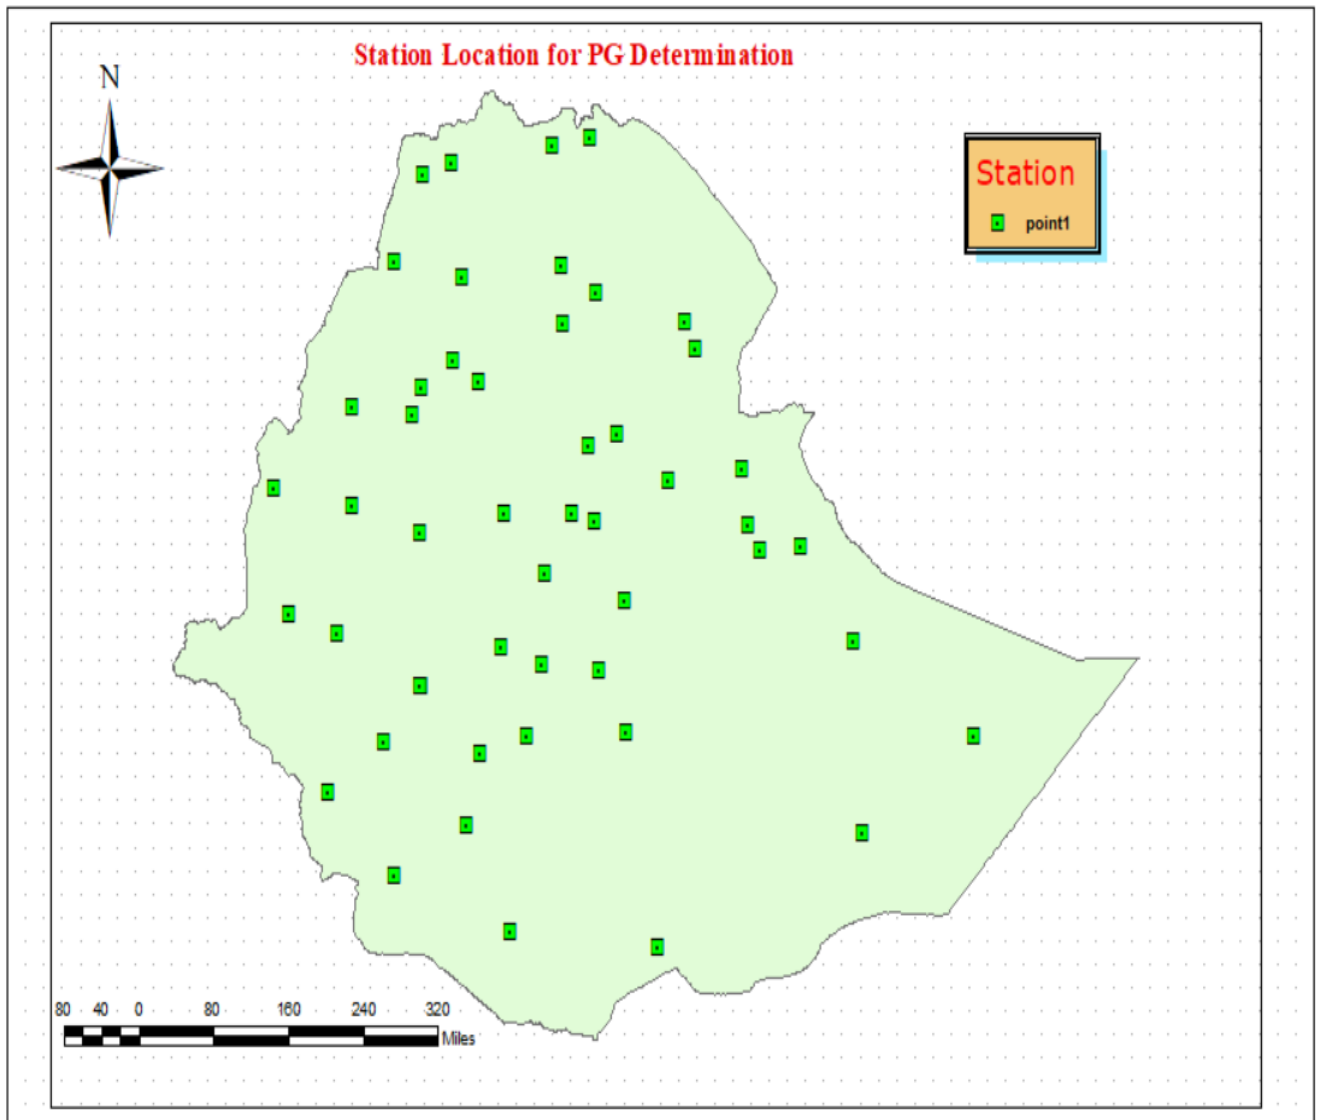 Station Location for PG Determination
N
Station
point1
80 40 0 80 160 240 320
Miles